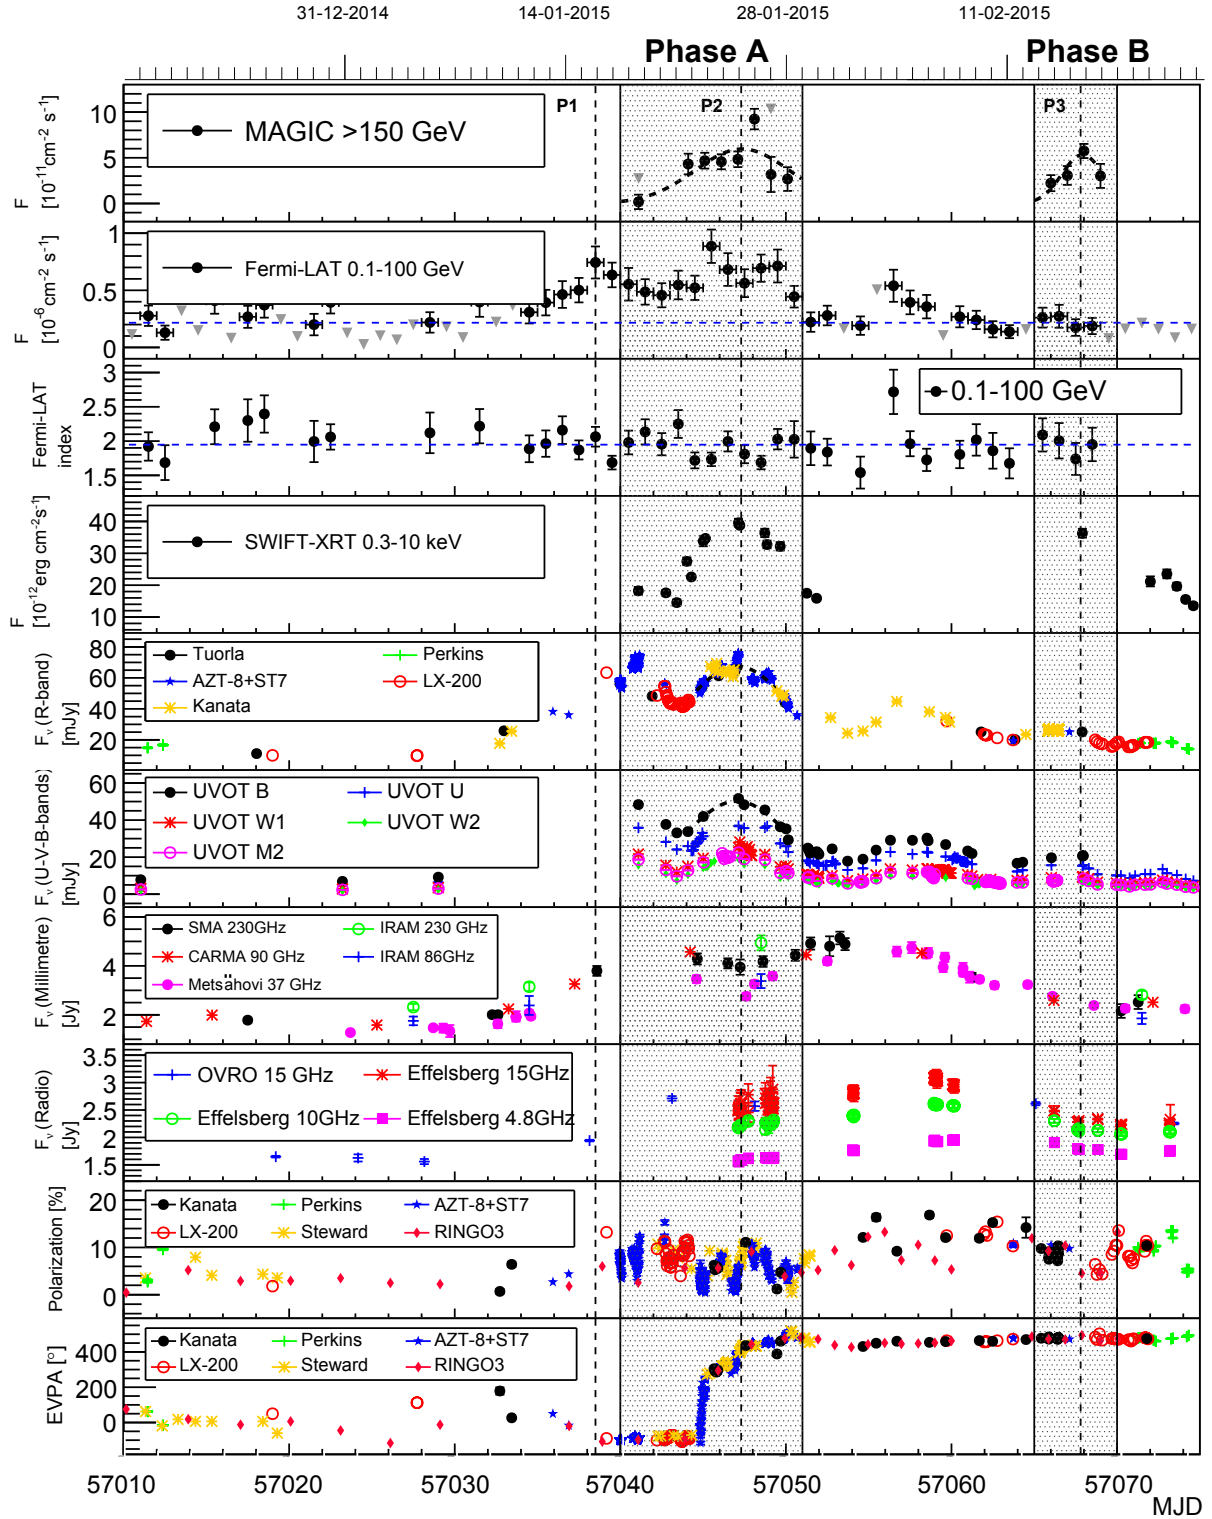 31-12-2014 14-01-2015 28-01-2015 11-02-2015
Phase A Phase B
P1 P2 P3
F [10⁻¹¹cm⁻² s⁻¹]
10
5
0
MAGIC >150 GeV
F [10⁻⁶cm⁻² s⁻¹]
1
0.5
0
Fermi-LAT 0.1-100 GeV
Fermi-LAT index
3
2.5
2
1.5
0.1-100 GeV
F [10⁻¹²erg cm⁻²s⁻¹]
40
30
20
10
SWIFT-XRT 0.3-10 keV
Fᵥ (R-band) [mJy]
80
60
40
20
Tuorla Perkins
AZT-8+ST7 LX-200
Kanata
Fᵥ (U-V-B-bands) [mJy]
60
40
20
0
UVOT B UVOT U
UVOT W1 UVOT W2
UVOT M2
Fᵥ (Millimetre) [Jy]
6
4
2
SMA 230GHz IRAM 230 GHz
CARMA 90 GHz IRAM 86GHz
Metsähovi 37 GHz
Fᵥ (Radio) [Jy]
3.5
3
2.5
2
1.5
OVRO 15 GHz Effelsberg 15GHz
Effelsberg 10GHz Effelsberg 4.8GHz
Polarization [%]
20
10
0
Kanata Perkins AZT-8+ST7
LX-200 Steward RINGO3
EVPA [°]
400
200
0
Kanata Perkins AZT-8+ST7
LX-200 Steward RINGO3
57010 57020 57030 57040 57050 57060 57070
MJD